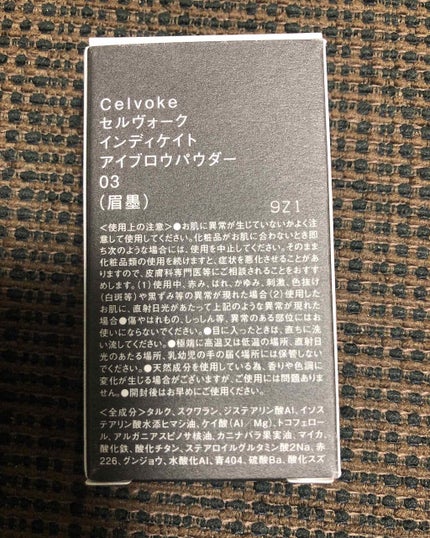 Celvoke
セルヴォーク
インディケイト
アイブロウパウダー
03
(眉墨)
9Z1
<使用上の注意>●お肌に異常が生じていないかよく注
意して使用してください。化粧品がお肌に合わないとき即
ち次のような場合には、使用を中止してください。そのまま
化粧品類の使用を続けますと、症状を悪化させることがあ
りますので、皮膚科専門医等にご相談されることをおすす
めします。(1)使用中、赤み、はれ、かゆみ、刺激、色抜け
(白斑等)や黒ずみ等の異常が現れた場合(2)使用した
お肌に、直射日光があたって上記のような異常が現れた
場合●傷やはれもの、しっしん等、異常のある部位にはお
使いにならないでください。●目に入ったときは、直ちに洗
い流してください。●極端に高温又は低温の場所、直射日
光のあたる場所、乳幼児の手の届く場所には保管しない
でください。●天然成分を使用している為、香りや色調に
変化が生じる場合がございますが、ご使用には問題ありま
せん。●開封後はお早めにご使用ください。
<全成分>タルク、スクワラン、ジステアリン酸Al、イソス
テアリン酸水添ヒマシ油、ケイ酸(Al/Mg)、トコフェロー
ル、アルガニアスピノサ核油、カニナバラ果実油、マイカ、
酸化鉄、酸化チタン、ステアロイルグルタミン酸2Na、赤
226、グンジョウ、水酸化Al、青404、硫酸Ba、酸化スズ